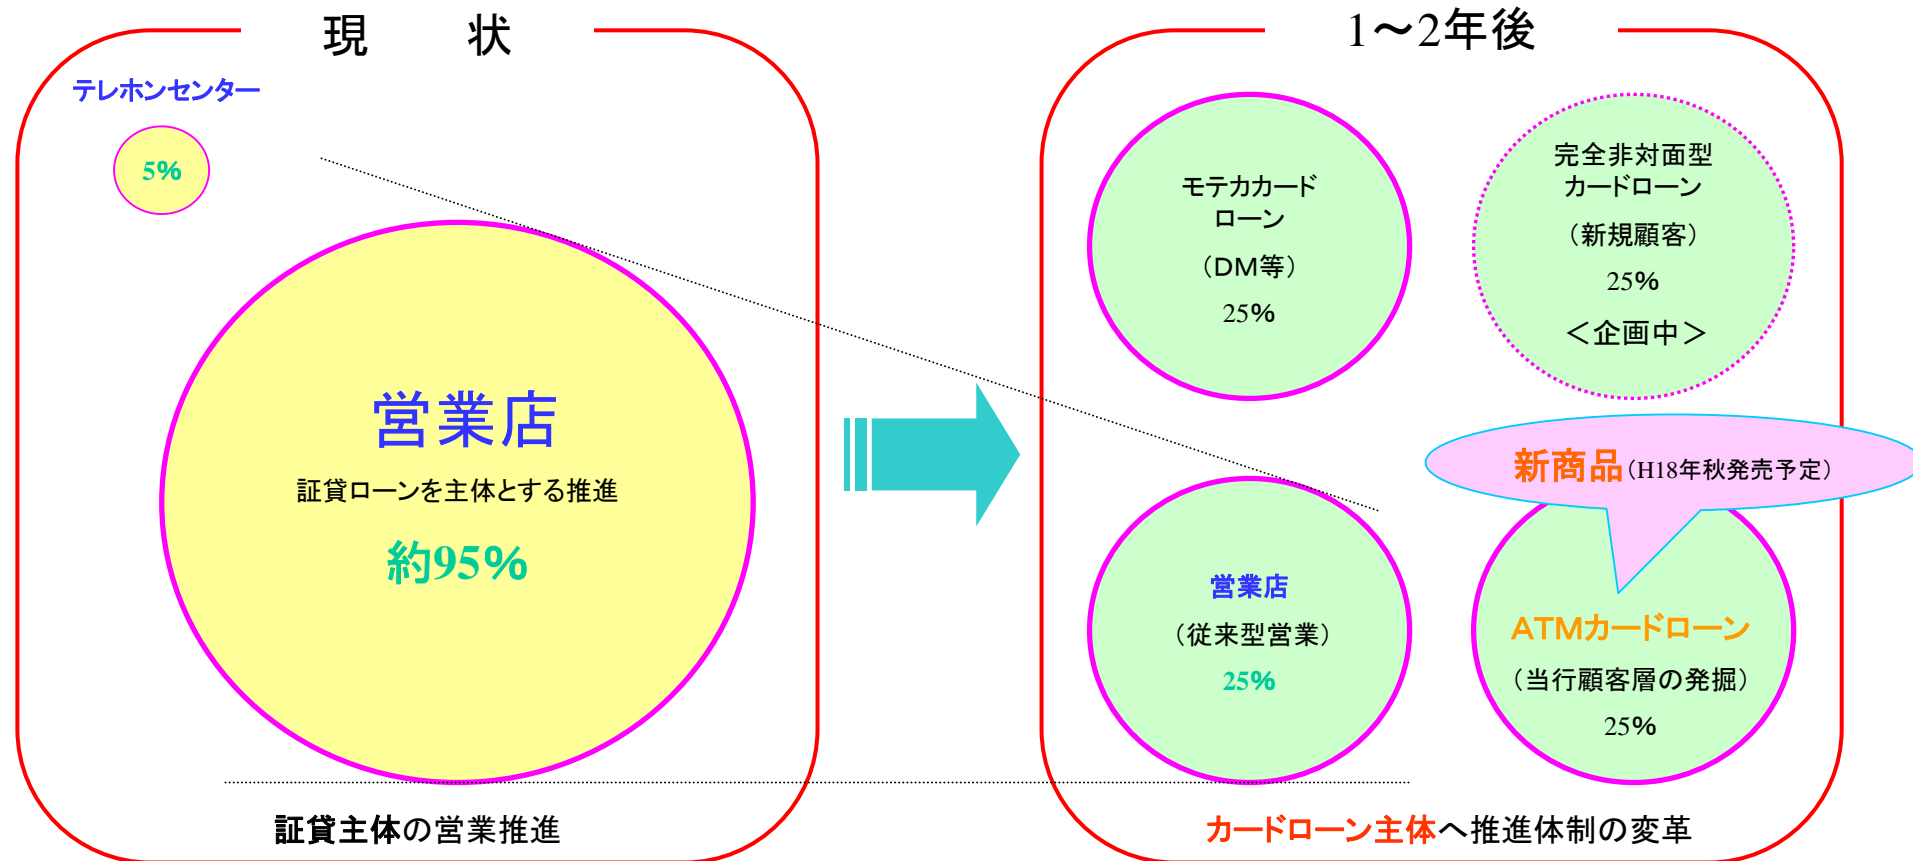 現 状
テレホンセンター
5%
営業店
証貸ローンを主体とする推進
約95%
証貸主体の営業推進
1～2年後
モテカカード
ローン
（DM等）
25%
完全非対面型
カードローン
（新規顧客）
25%
＜企画中＞
新商品（H18年秋発売予定）
営業店
（従来型営業）
25%
ATMカードローン
（当行顧客層の発掘）
25%
カードローン主体へ推進体制の変革